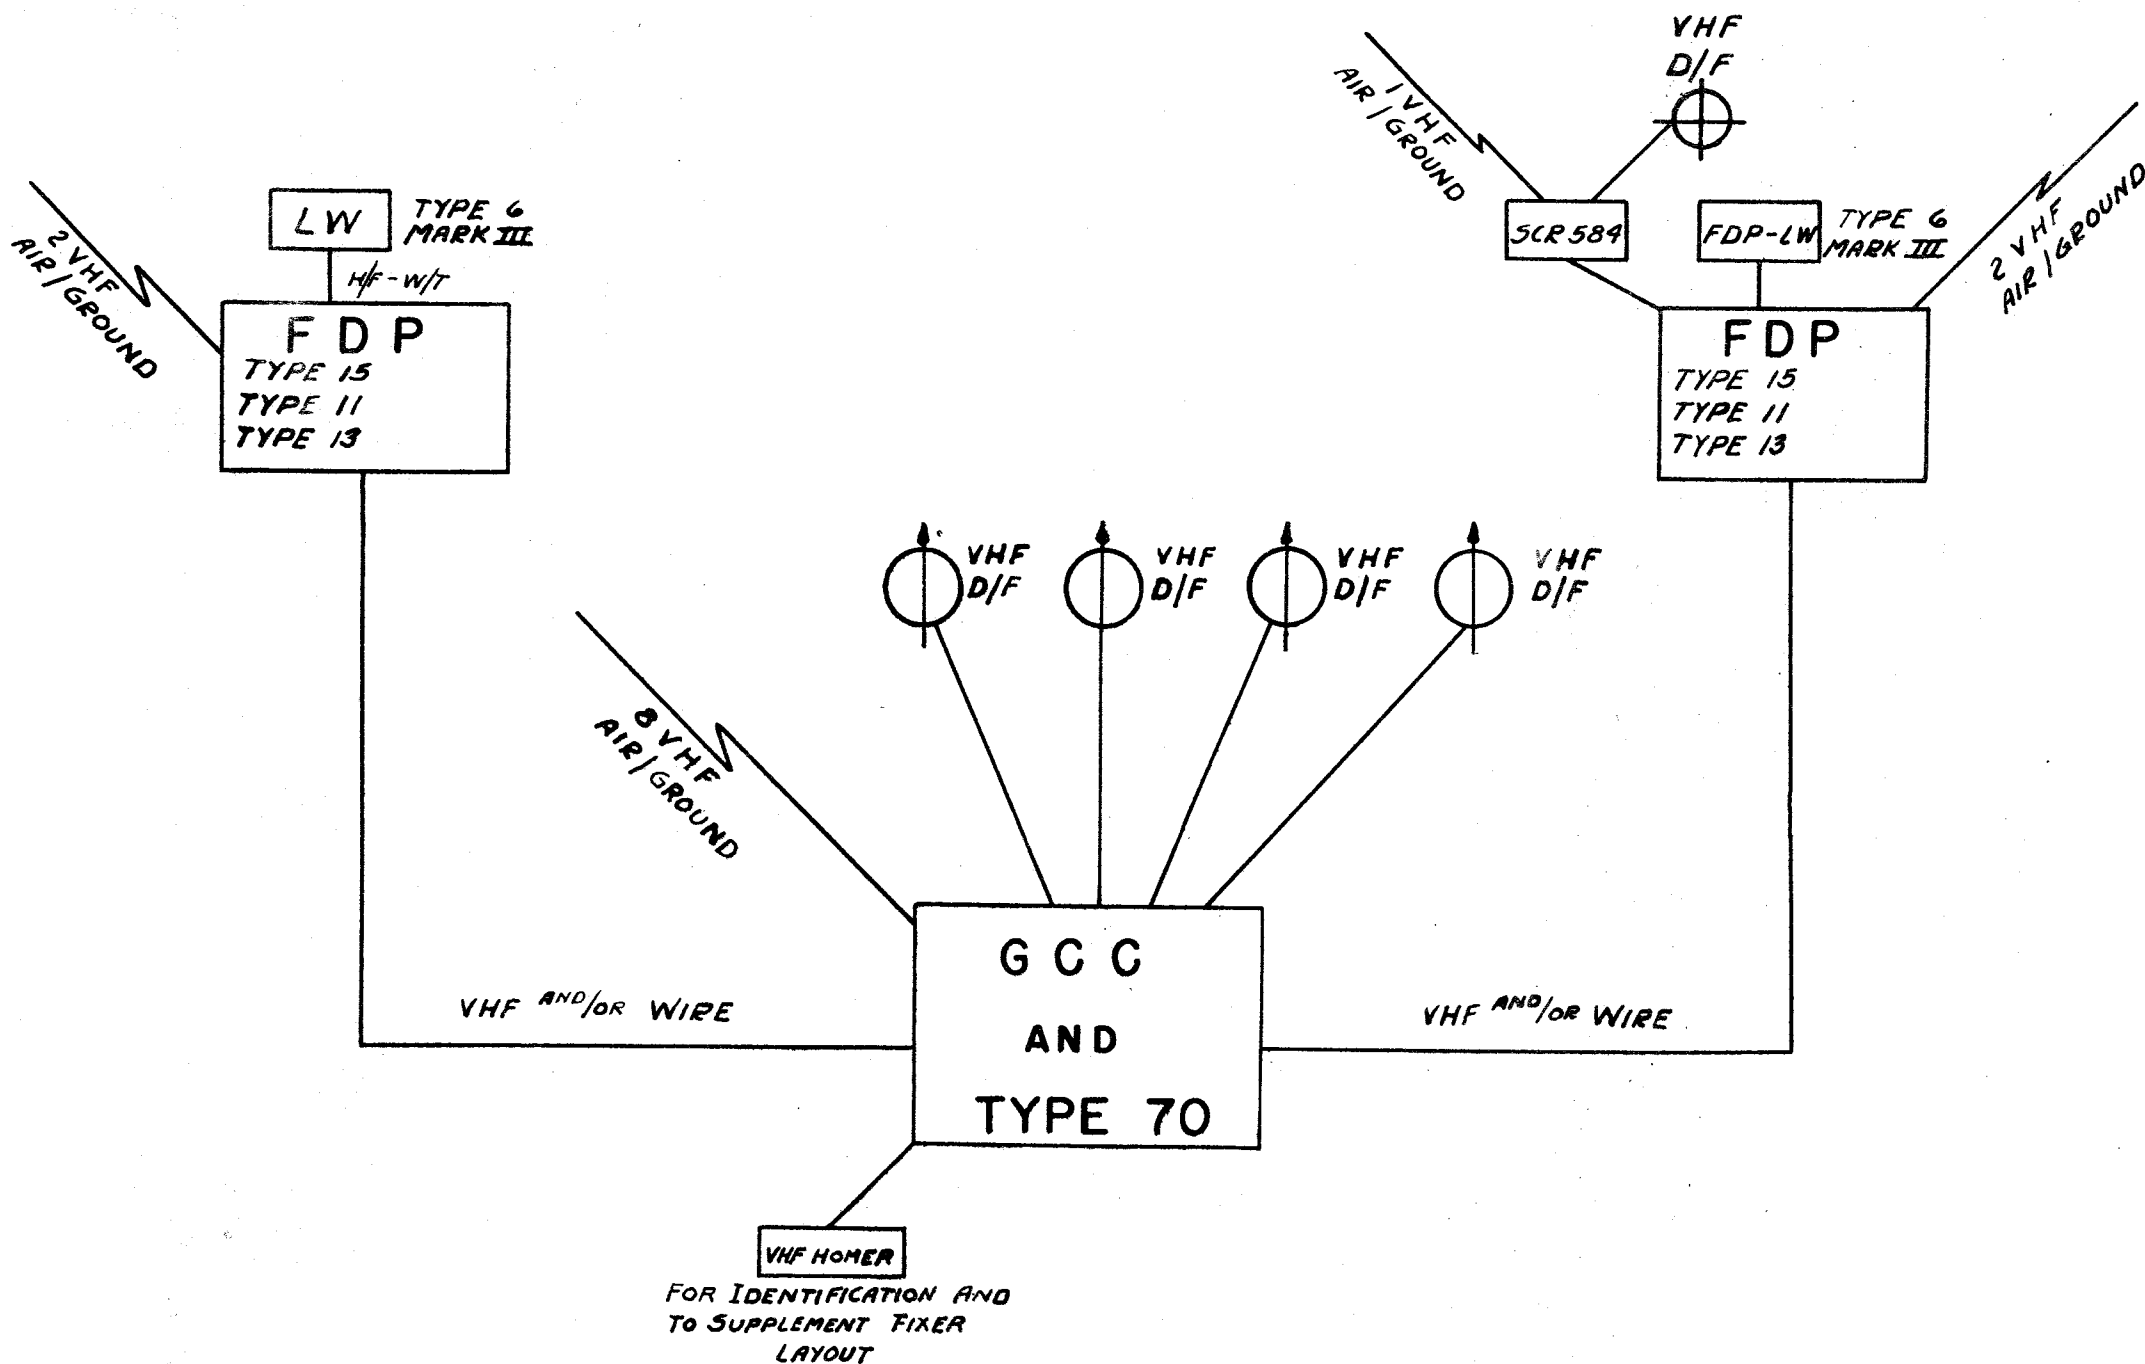 VHF
D/F
1 VHF
AIR/GROUND
2 VHF
AIR/GROUND
LW
TYPE 6
MARK III
H/F-W/T
FDP
TYPE 15
TYPE 11
TYPE 13
SCR 584
FDP-LW
TYPE 6
MARK III
2 VHF
AIR/GROUND
FDP
TYPE 15
TYPE 11
TYPE 13
VHF
D/F
VHF
D/F
VHF
D/F
VHF
D/F
8 VHF
AIR/GROUND
VHF AND/OR WIRE
GCC
AND
TYPE 70
VHF AND/OR WIRE
VHF HOMER
FOR IDENTIFICATION AND
TO SUPPLEMENT FIXER
LAYOUT